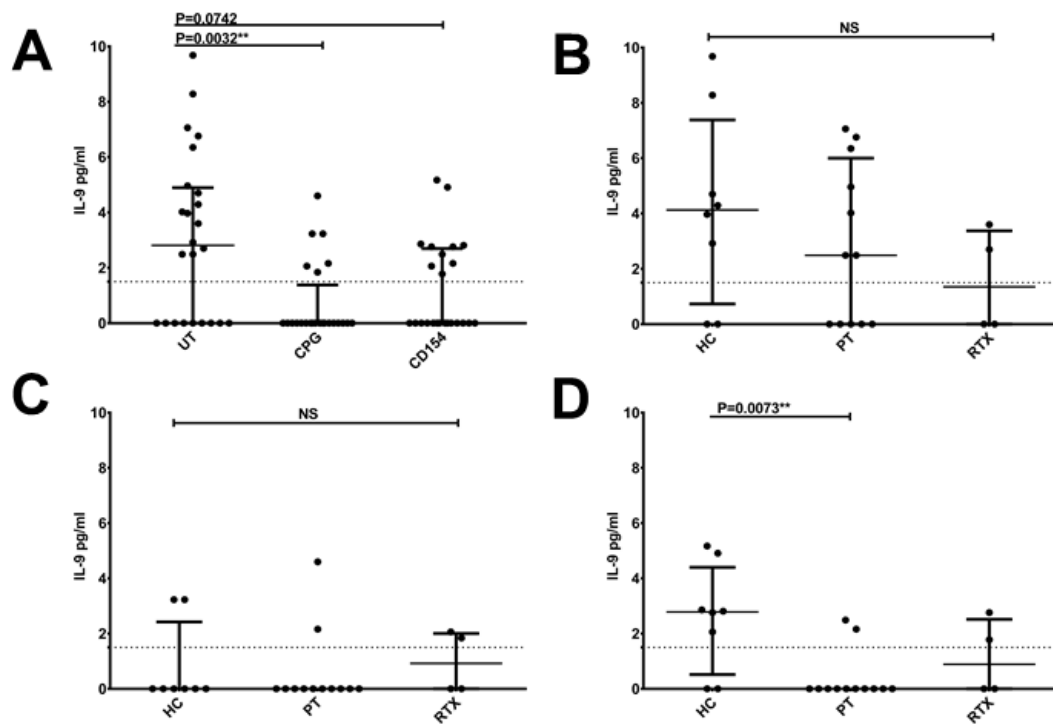 A
P=0.0742
P=0.0032**
IL-9 pg/ml
10
8
6
4
2
0
UT
CPG
CD154
B
NS
IL-9 pg/ml
10
8
6
4
2
0
HC
PT
RTX
C
NS
IL-9 pg/ml
10
8
6
4
2
0
HC
PT
RTX
D
P=0.0073**
IL-9 pg/ml
10
8
6
4
2
0
HC
PT
RTX